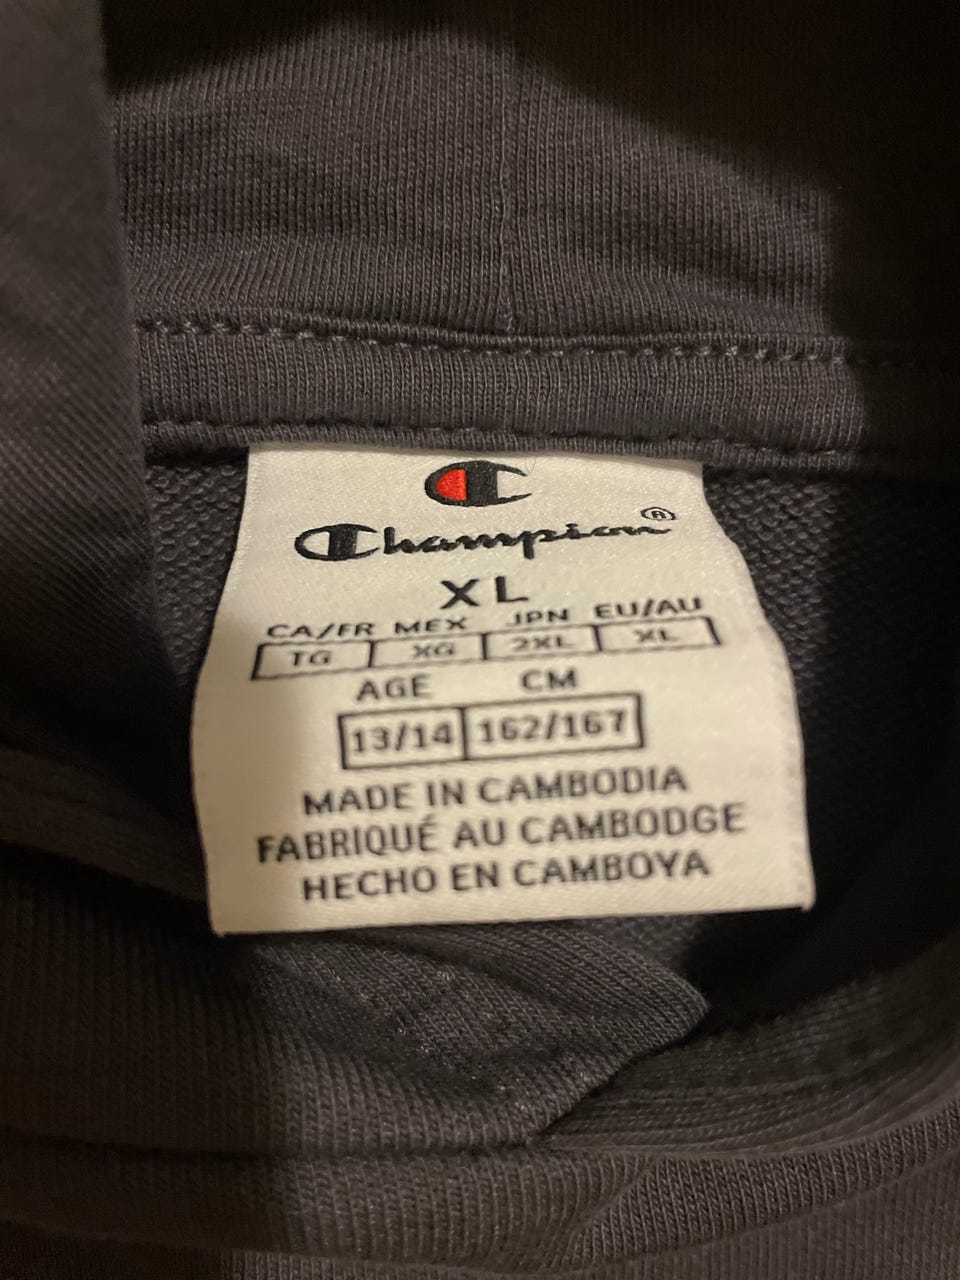 Champion®
XL
CA/FR MEX JPN EU/AU
TG XG 2XL XL
AGE CM
13/14 162/167
MADE IN CAMBODIA
FABRIQUÉ AU CAMBODGE
HECHO EN CAMBOYA